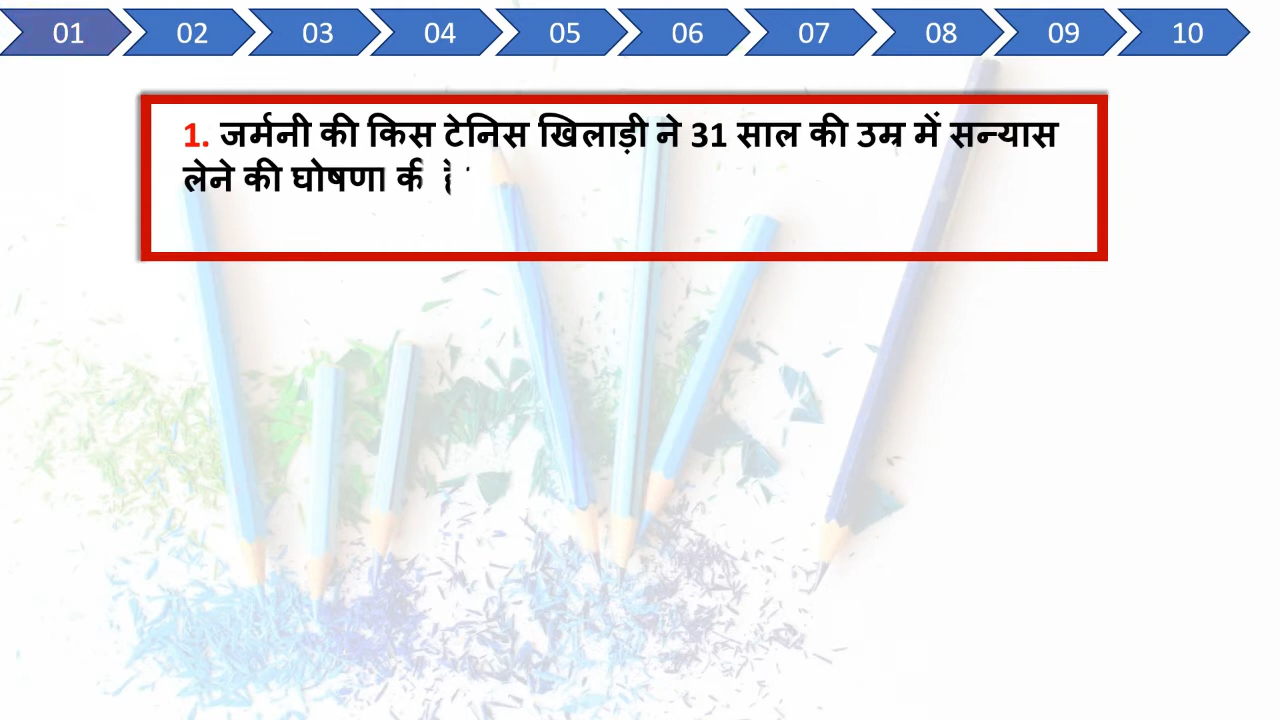 01 02 03 04 05 06 07 08 09 10
1. जर्मनी की किस टेनिस खिलाड़ी ने 31 साल की उम्र में सन्यास
लेने की घोषणा